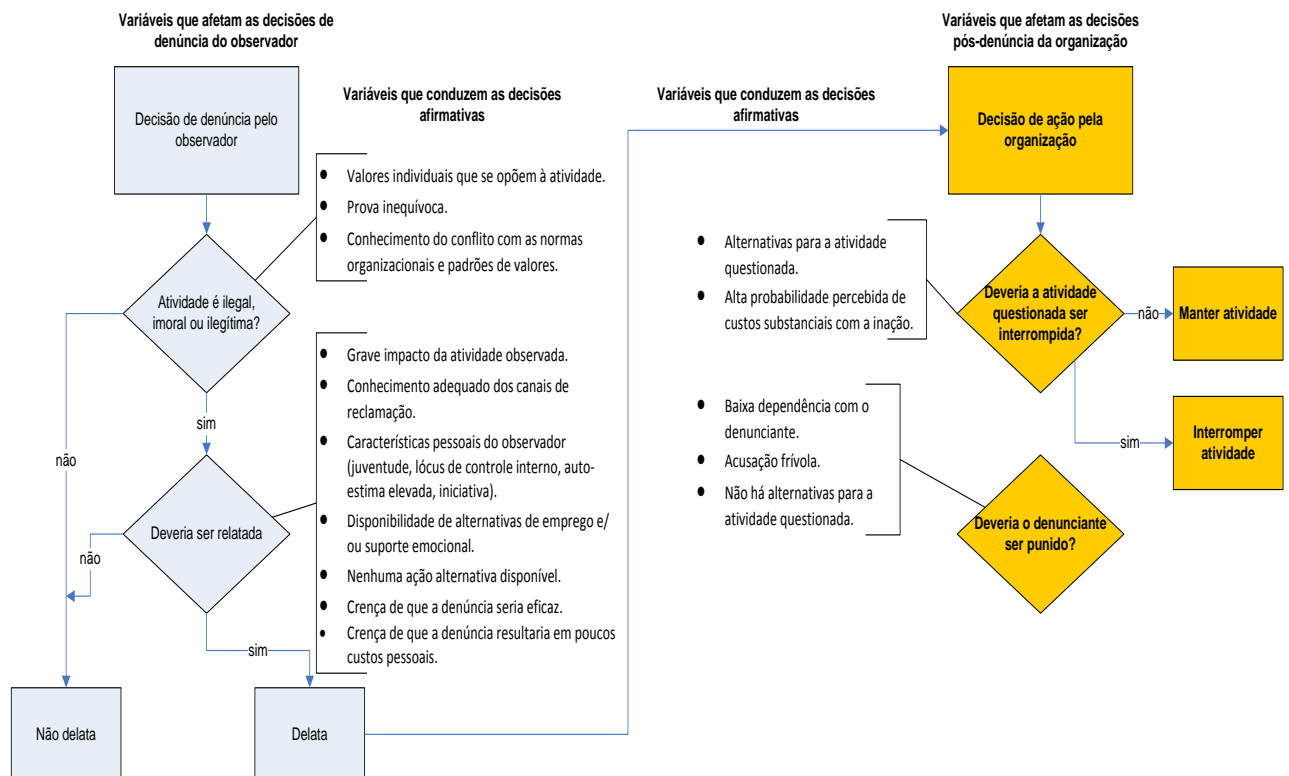 Variáveis que afetam as decisões de
denúncia do observador
Decisão de denúncia pelo
observador
Variáveis que conduzem as decisões
afirmativas
Valores individuais que se opõem à atividade.
Prova inequívoca.
Conhecimento do conflito com as normas
organizacionais e padrões de valores.
Atividade é ilegal,
imoral ou ilegítima?
não
sim
Grave impacto da atividade observada.
Conhecimento adequado dos canais de
reclamação.
Características pessoais do observador
(juventude, lócus de controle interno, auto-
estima elevada, iniciativa).
Disponibilidade de alternativas de emprego e/
ou suporte emocional.
Nenhuma ação alternativa disponível.
Crença de que a denúncia seria eficaz.
Crença de que a denúncia resultaria em poucos
custos pessoais.
Deveria ser relatada
não
sim
Não delata
Delata
Variáveis que afetam as decisões
pós-denúncia da organização
Variáveis que conduzem as decisões
afirmativas
Decisão de ação pela
organização
Alternativas para a atividade
questionada.
Alta probabilidade percebida de
custos substanciais com a inação.
Deveria a atividade
questionada ser
interrompida?
não
Manter atividade
sim
Interromper
atividade
Baixa dependência com o
denunciante.
Acusação frívola.
Não há alternativas para a
atividade questionada.
Deveria o denunciante
ser punido?